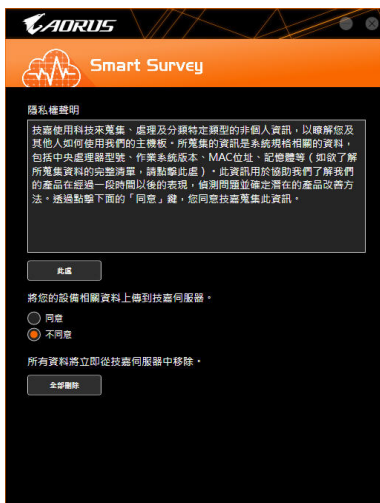 AORUS
Smart Survey
隱私權聲明
技嘉使用科技來蒐集、處理及分類特定類型的非個人資訊，以瞭解您及
其他人如何使用我們的主機板。所蒐集的資訊是系統規格相關的資料，
包括中央處理器型號、作業系統版本、MAC位址、記憶體等（如欲了解
所蒐集資料的完整清單，請點擊此處）。此資訊用於協助我們了解我們
的產品在經過一段時間以後的表現，偵測問題並確定潛在的產品改善方
法。透過點擊下面的「同意」鍵，您同意技嘉蒐集此資訊。
此處
將您的設備相關資料上傳到技嘉伺服器。
同意
不同意
所有資料將立即從技嘉伺服器中移除。
全部刪除